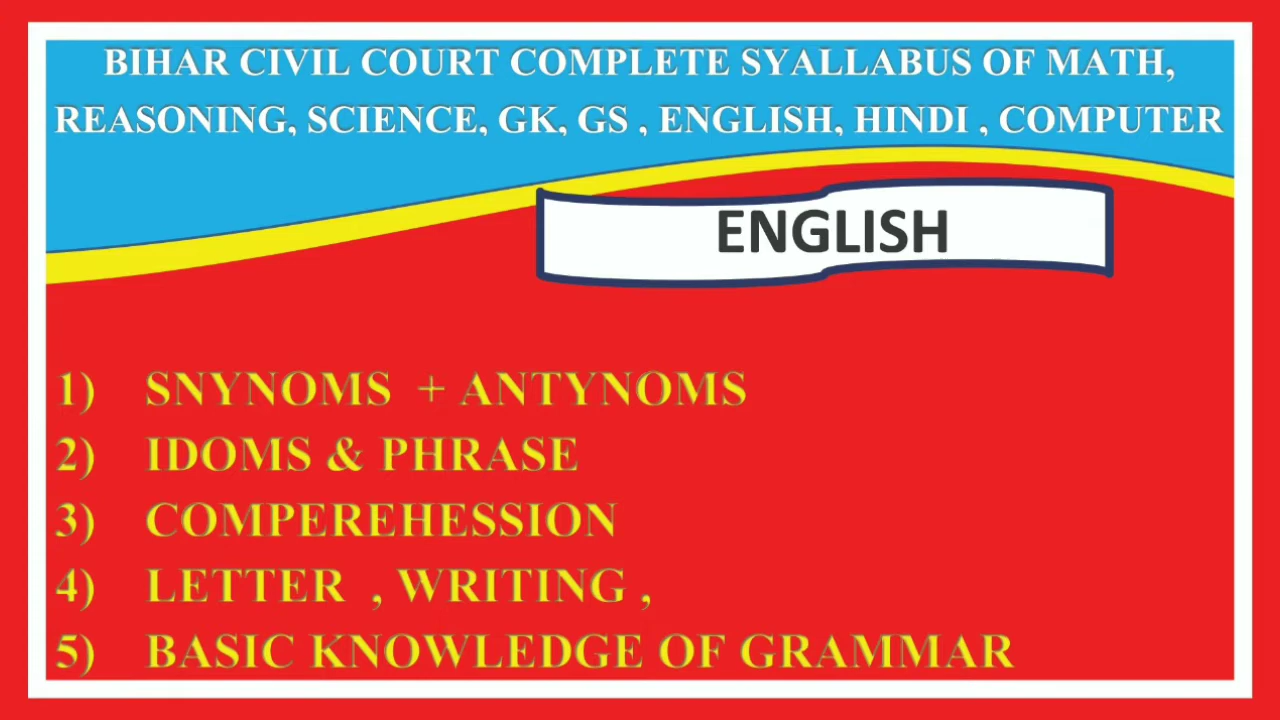 BIHAR CIVIL COURT COMPLETE SYALLABUS OF MATH,
REASONING, SCIENCE, GK, GS , ENGLISH, HINDI , COMPUTER
ENGLISH
1) SNYNOMS + ANTYNOMS
2) IDOMS & PHRASE
3) COMPEREHESSION
4) LETTER , WRITING ,
5) BASIC KNOWLEDGE OF GRAMMAR